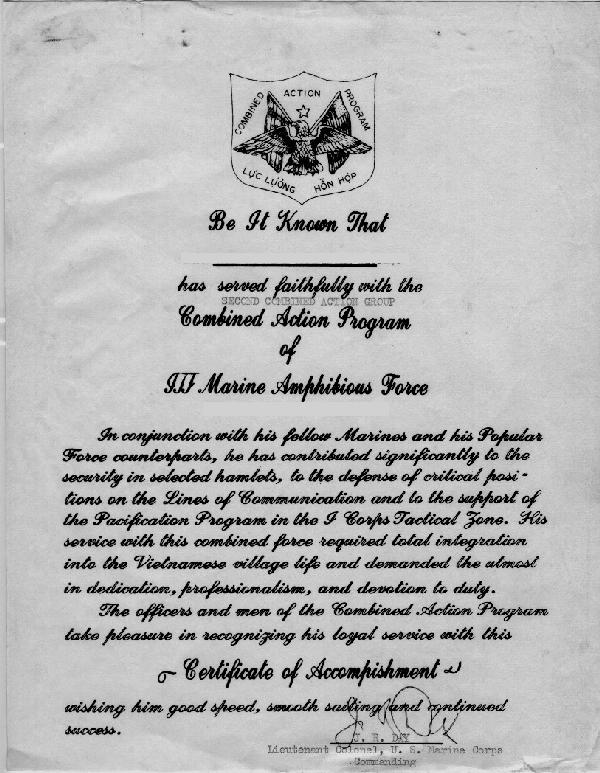 COMBINED ACTION PROGRAM
LỰC LƯỢNG HỖN HỢP
Be It Known That
has served faithfully with the
SECOND COMBINED ACTION GROUP
Combined Action Program
of
III Marine Amphibious Force
In conjunction with his fellow Marines and his Popular
Force counterparts, he has contributed significantly to the
security in selected hamlets, to the defense of critical posi-
tions on the Lines of Communication and to the support of
the Pacification Program in the I Corps Tactical Zone. His
service with this combined force required total integration
into the Vietnamese village life and demanded the utmost
in dedication, professionalism, and devotion to duty.
The officers and men of the Combined Action Program
take pleasure in recognizing his loyal service with this
Certificate of Accompishment
wishing him good speed, smooth sailing and continued
success.
J. R. DAY
Lieutenant Colonel, U. S. Marine Corps
Commanding